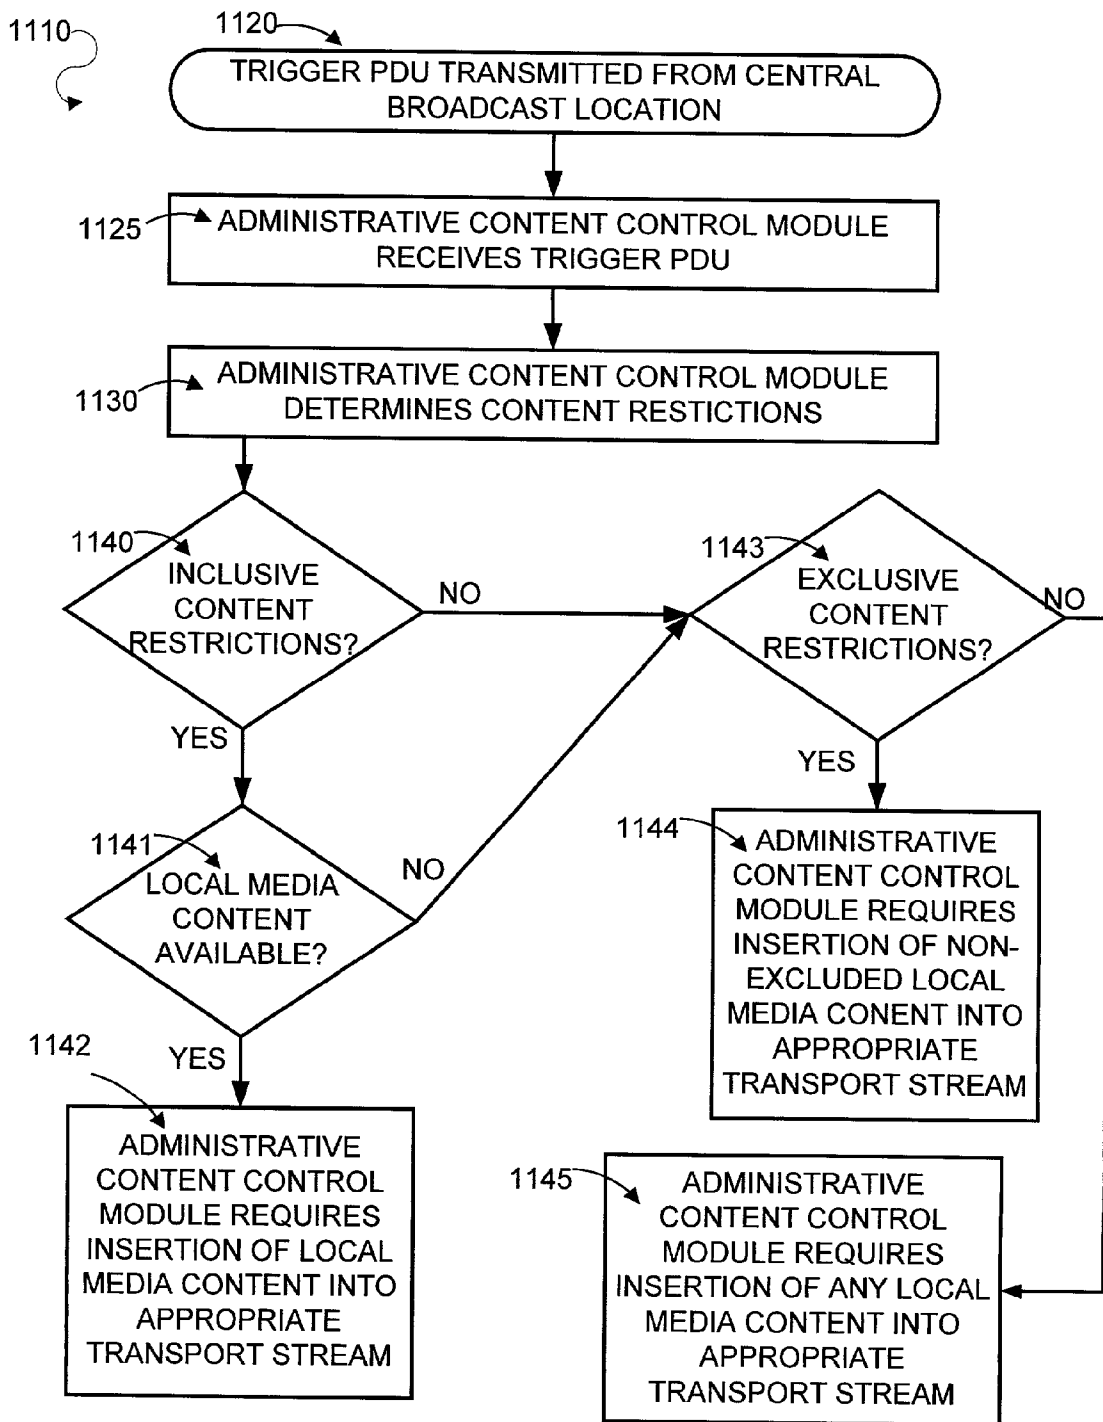 1110
1120
TRIGGER PDU TRANSMITTED FROM CENTRAL
BROADCAST LOCATION
1125
ADMINISTRATIVE CONTENT CONTROL MODULE
RECEIVES TRIGGER PDU
1130
ADMINISTRATIVE CONTENT CONTROL MODULE
DETERMINES CONTENT RESTICTIONS
1140
INCLUSIVE
CONTENT
RESTRICTIONS?
NO
YES
1143
EXCLUSIVE
CONTENT
RESTRICTIONS?
NO
YES
1141
LOCAL MEDIA
CONTENT
AVAILABLE?
NO
YES
1144
ADMINISTRATIVE
CONTENT CONTROL
MODULE REQUIRES
INSERTION OF NON-
EXCLUDED LOCAL
MEDIA CONENT INTO
APPROPRIATE
TRANSPORT STREAM
1142
ADMINISTRATIVE
CONTENT CONTROL
MODULE REQUIRES
INSERTION OF LOCAL
MEDIA CONTENT INTO
APPROPRIATE
TRANSPORT STREAM
1145
ADMINISTRATIVE
CONTENT CONTROL
MODULE REQUIRES
INSERTION OF ANY LOCAL
MEDIA CONTENT INTO
APPROPRIATE
TRANSPORT STREAM